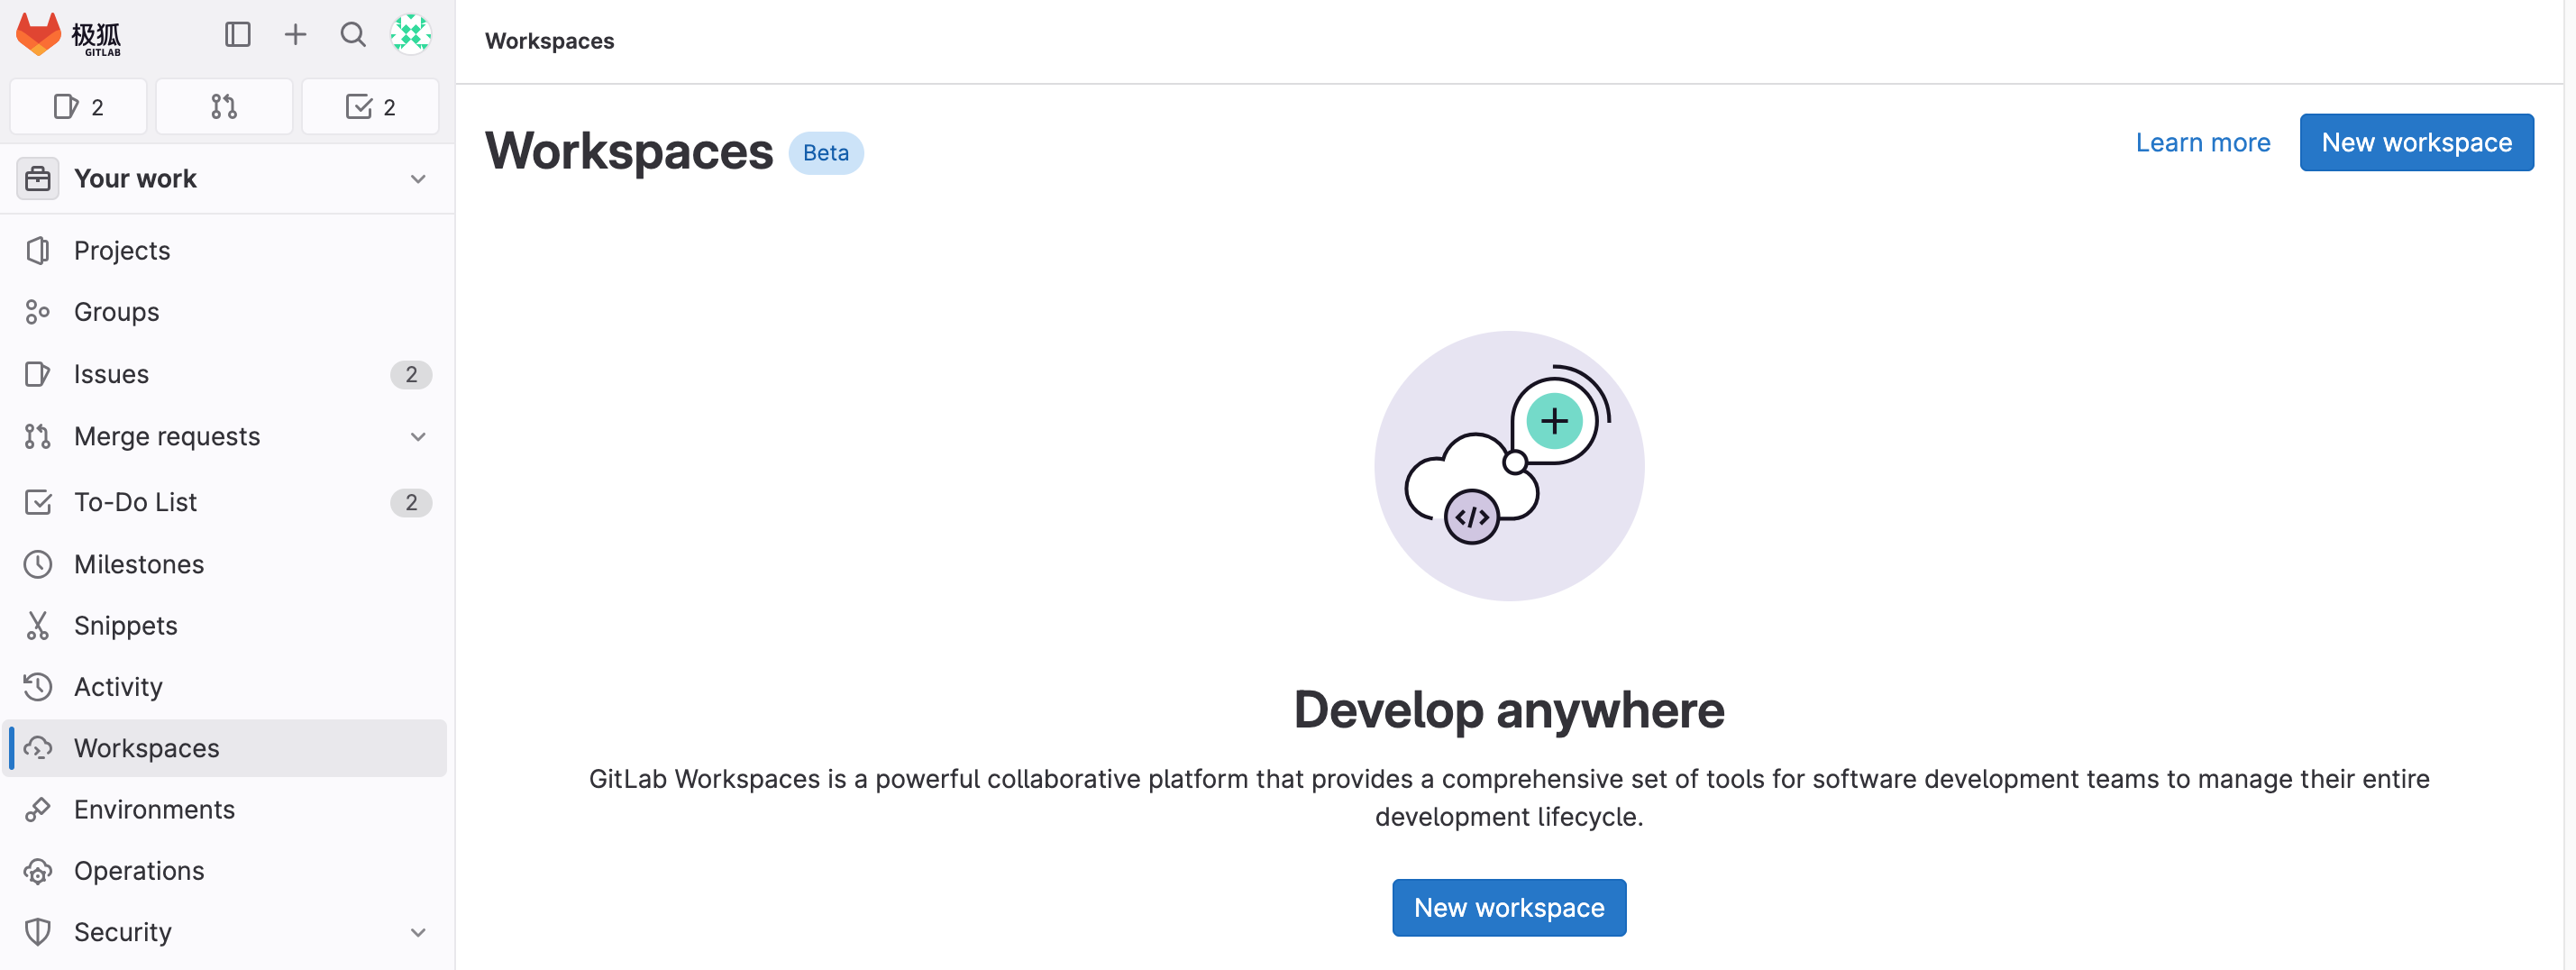 极狐
GITLAB
2
2
Your work
Projects
Groups
Issues 2
Merge requests
To-Do List 2
Milestones
Snippets
Activity
Workspaces
Environments
Operations
Security
Workspaces
Workspaces Beta
Learn more
New workspace
</>
Develop anywhere
GitLab Workspaces is a powerful collaborative platform that provides a comprehensive set of tools for software development teams to manage their entire
development lifecycle.
New workspace